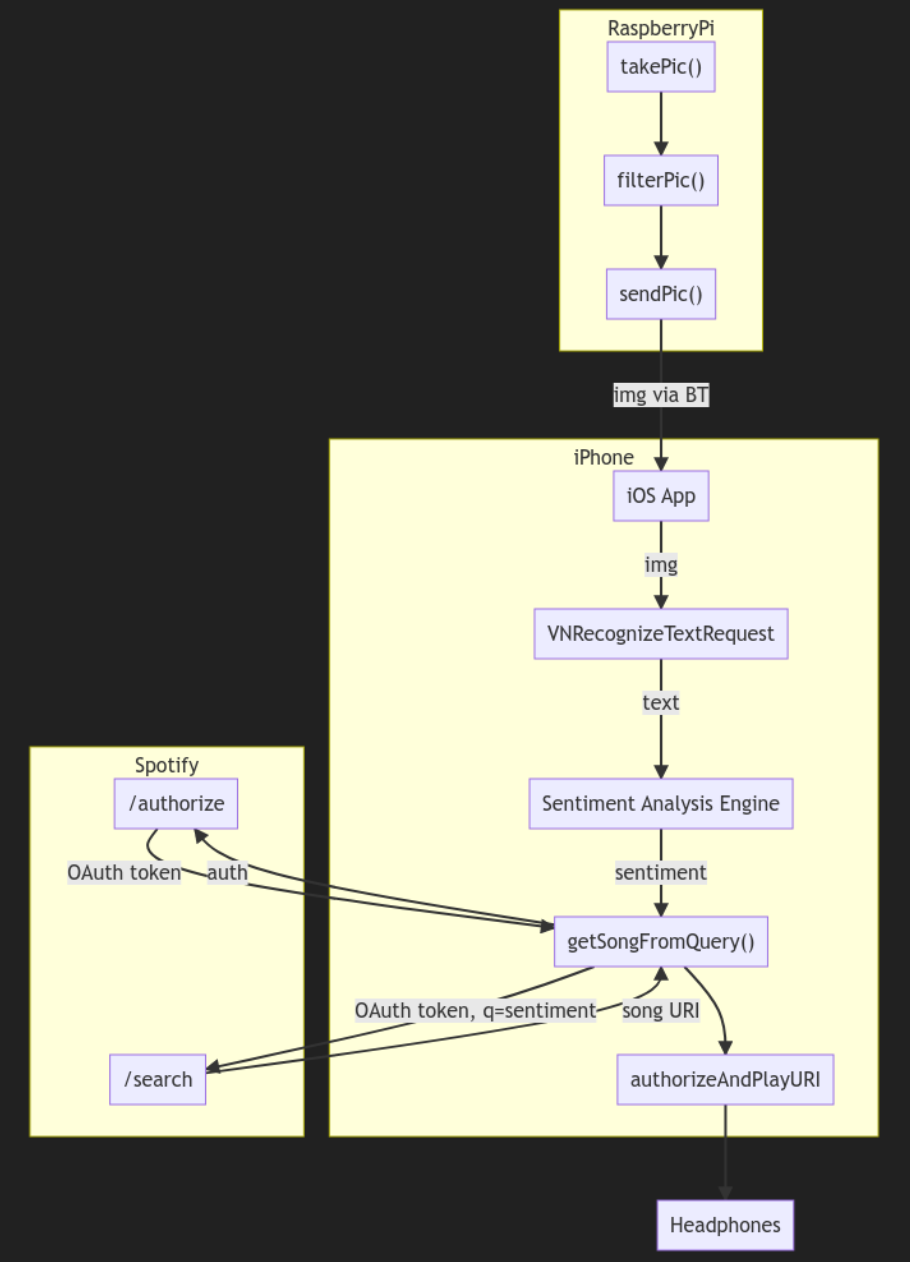 RaspberryPi
takePic()
filterPic()
sendPic()
img via BT
iPhone
iOS App
img
VNRecognizeTextRequest
text
Spotify
/authorize
Sentiment Analysis Engine
OAuth token
auth
sentiment
getSongFromQuery()
OAuth token, q=sentiment
song URI
/search
authorizeAndPlayURI
Headphones